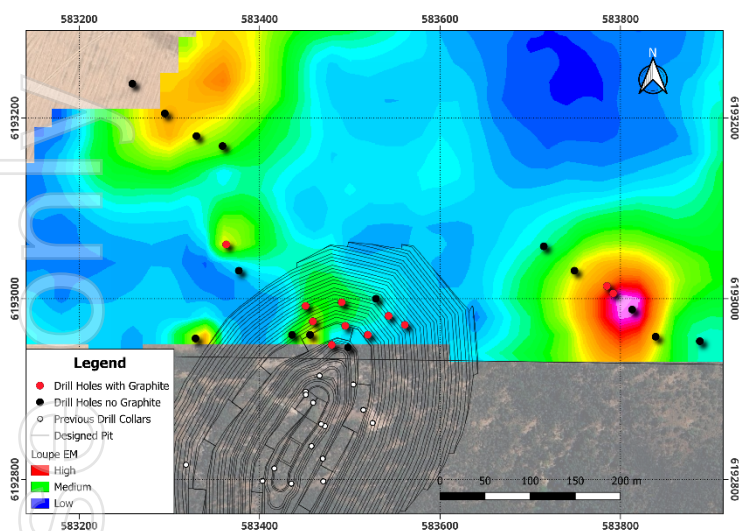 583200 583400 583600 583800
6193200
6193200
N
6193000
6193000
6192800
6192800
only
se
Legend
Drill Holes with Graphite
Drill Holes no Graphite
Previous Drill Collars
Designed Pit
Loupe EM
High
Medium
Low
0 50 100 150 200 m
583200 583400 583600 583800